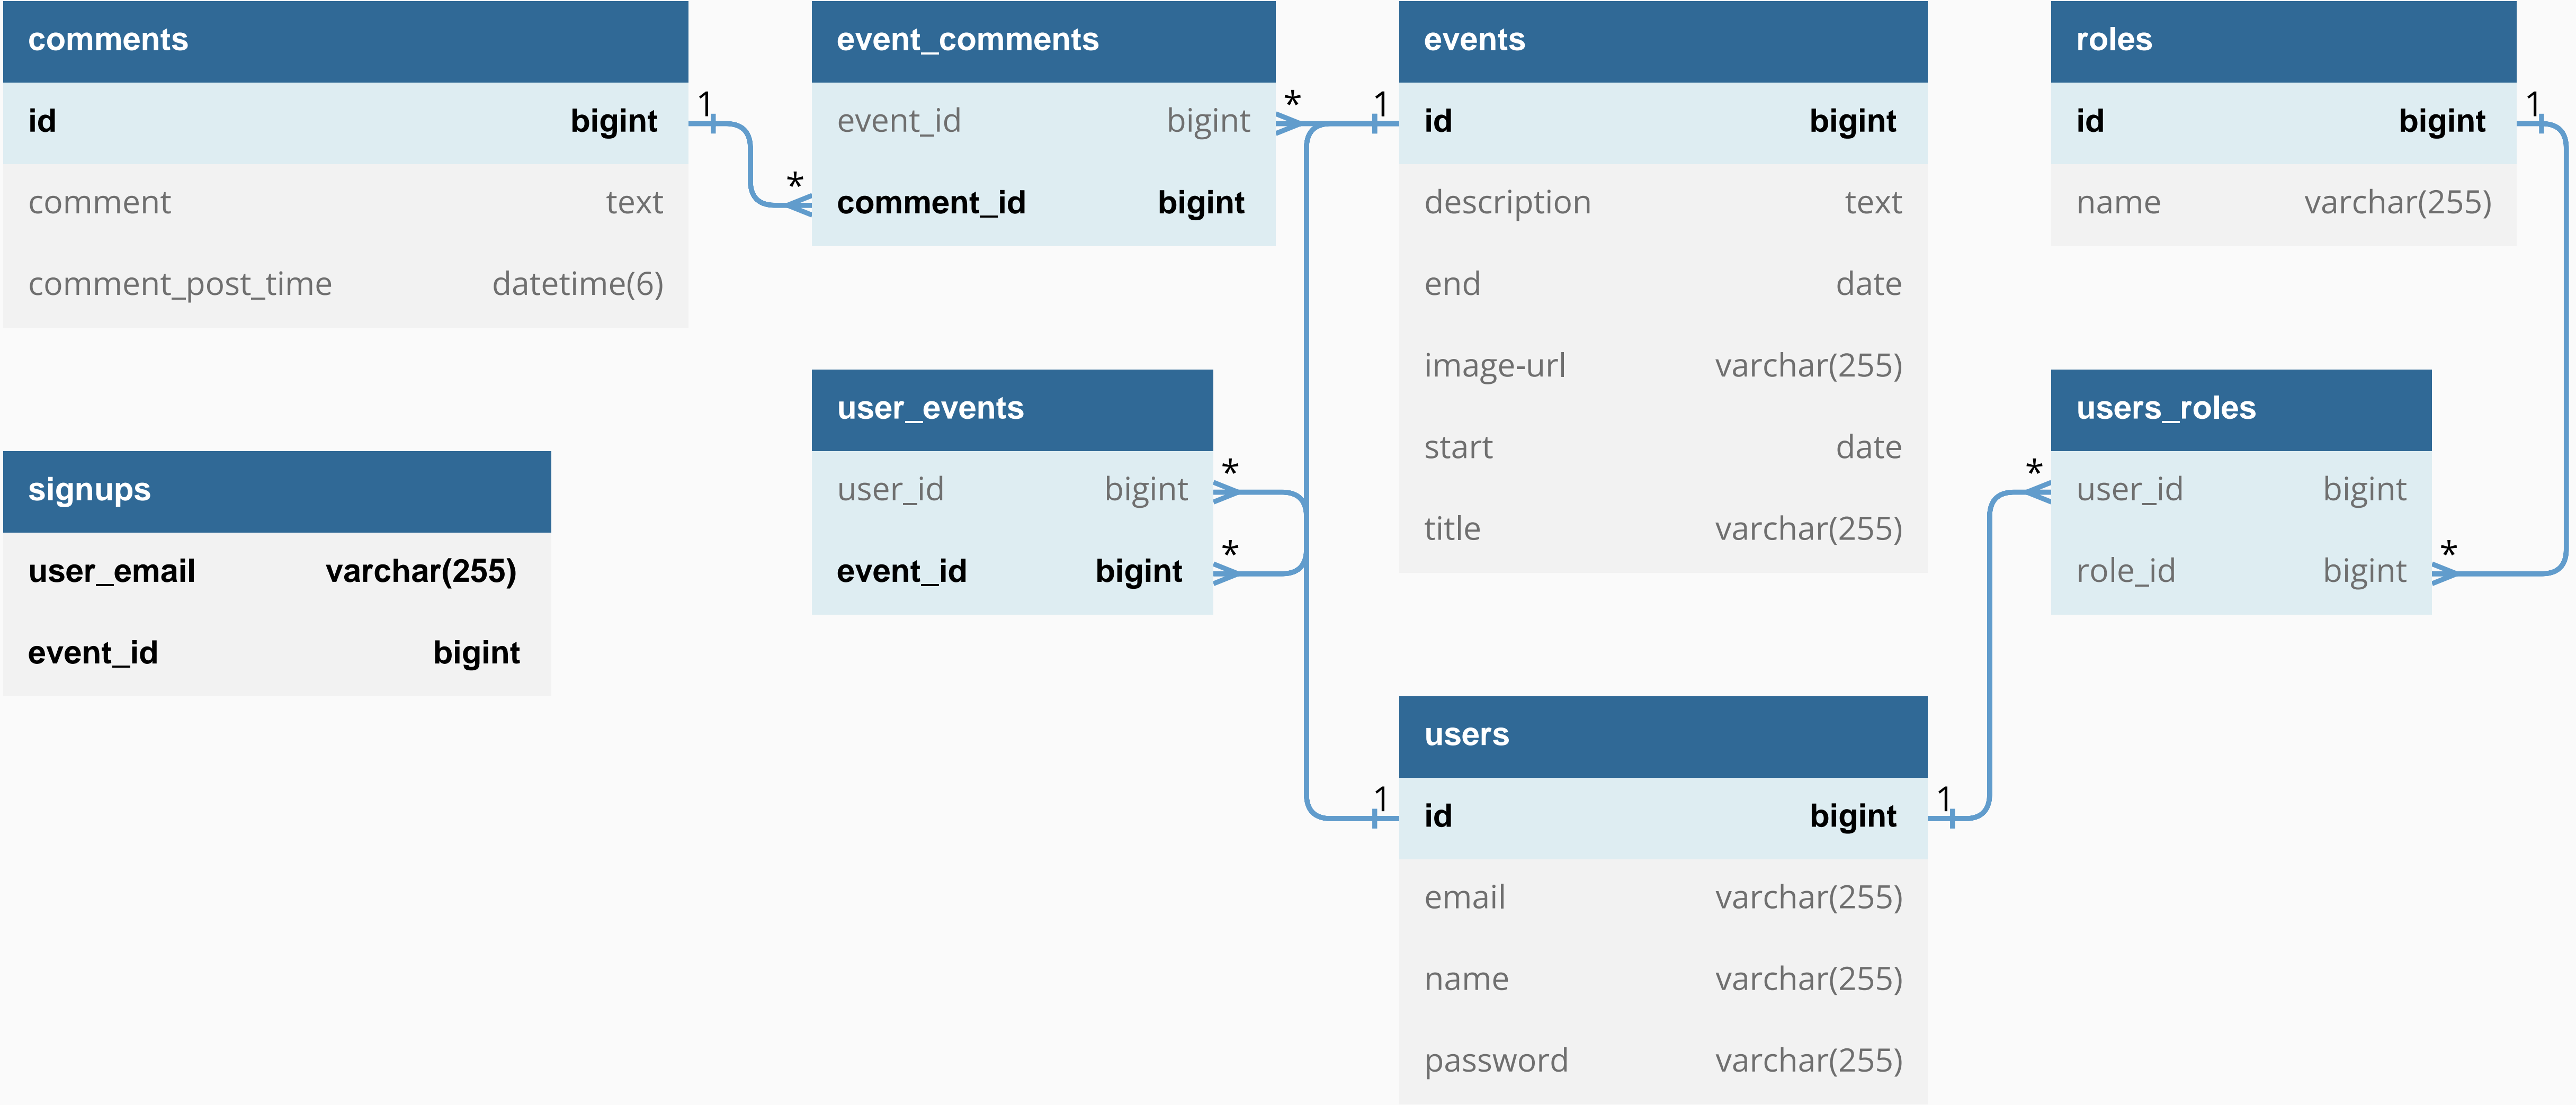 comments
id bigint
comment text
comment_post_time datetime(6)
1
*
event_comments
event_id bigint
comment_id bigint
*
1
events
id bigint
description text
end date
image-url varchar(255)
start date
title varchar(255)
roles
id bigint
name varchar(255)
1
signups
user_email varchar(255)
event_id bigint
user_events
user_id bigint
event_id bigint
*
*
users_roles
user_id bigint
role_id bigint
*
*
users
id bigint
email varchar(255)
name varchar(255)
password varchar(255)
1
1